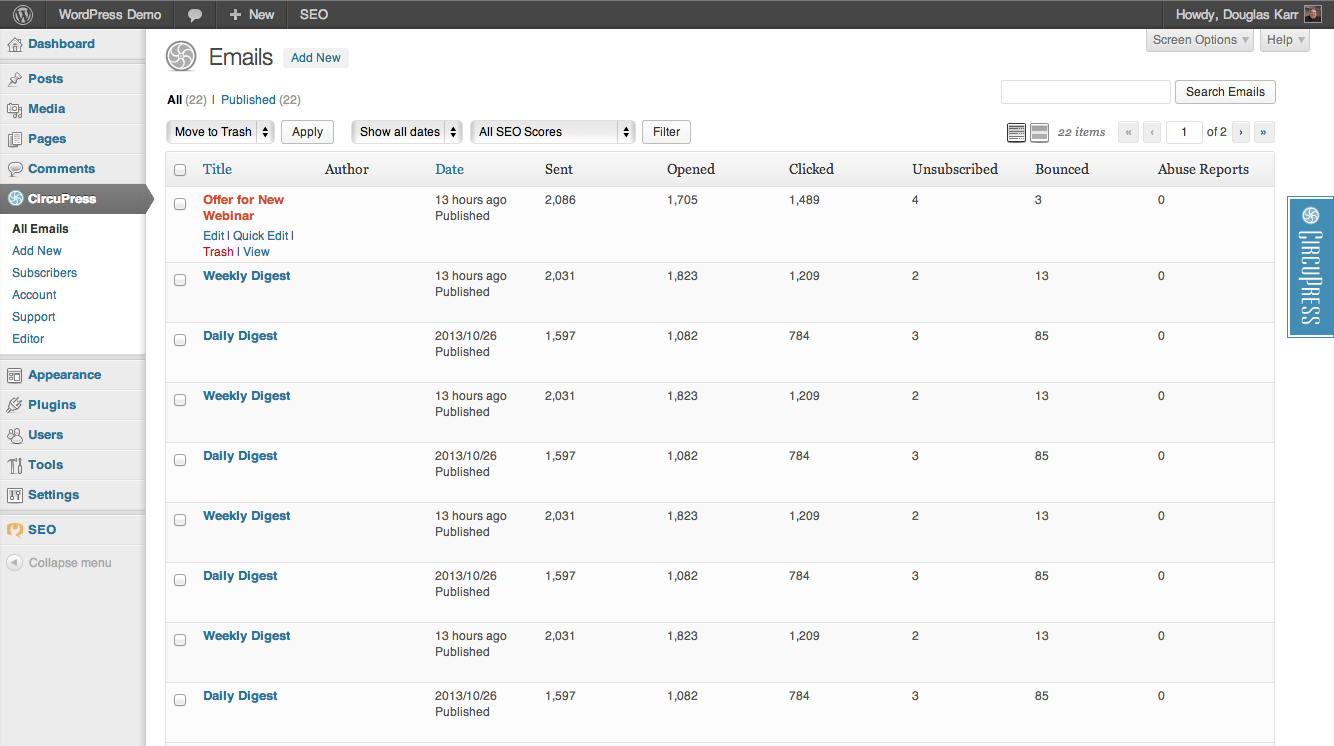 WordPress Demo + New SEO Howdy, Douglas Karr
Dashboard
Posts
Media
Pages
Comments
CircuPress
All Emails
Add New
Subscribers
Account
Support
Editor
Appearance
Plugins
Users
Tools
Settings
SEO
Collapse menu
Screen Options Help
Emails Add New
All (22) | Published (22)
Search Emails
Move to Trash Apply Show all dates All SEO Scores Filter 22 items « ‹ 1 of 2 › »
Title Author Date Sent Opened Clicked Unsubscribed Bounced Abuse Reports
Offer for New 13 hours ago 2,086 1,705 1,489 4 3 0
Webinar Published
Edit | Quick Edit |
Trash | View
Weekly Digest 13 hours ago 2,031 1,823 1,209 2 13 0
Published
Daily Digest 2013/10/26 1,597 1,082 784 3 85 0
Published
Weekly Digest 13 hours ago 2,031 1,823 1,209 2 13 0
Published
Daily Digest 2013/10/26 1,597 1,082 784 3 85 0
Published
Weekly Digest 13 hours ago 2,031 1,823 1,209 2 13 0
Published
Daily Digest 2013/10/26 1,597 1,082 784 3 85 0
Published
Weekly Digest 13 hours ago 2,031 1,823 1,209 2 13 0
Published
Daily Digest 2013/10/26 1,597 1,082 784 3 85 0
Published
CIRCUPRESS